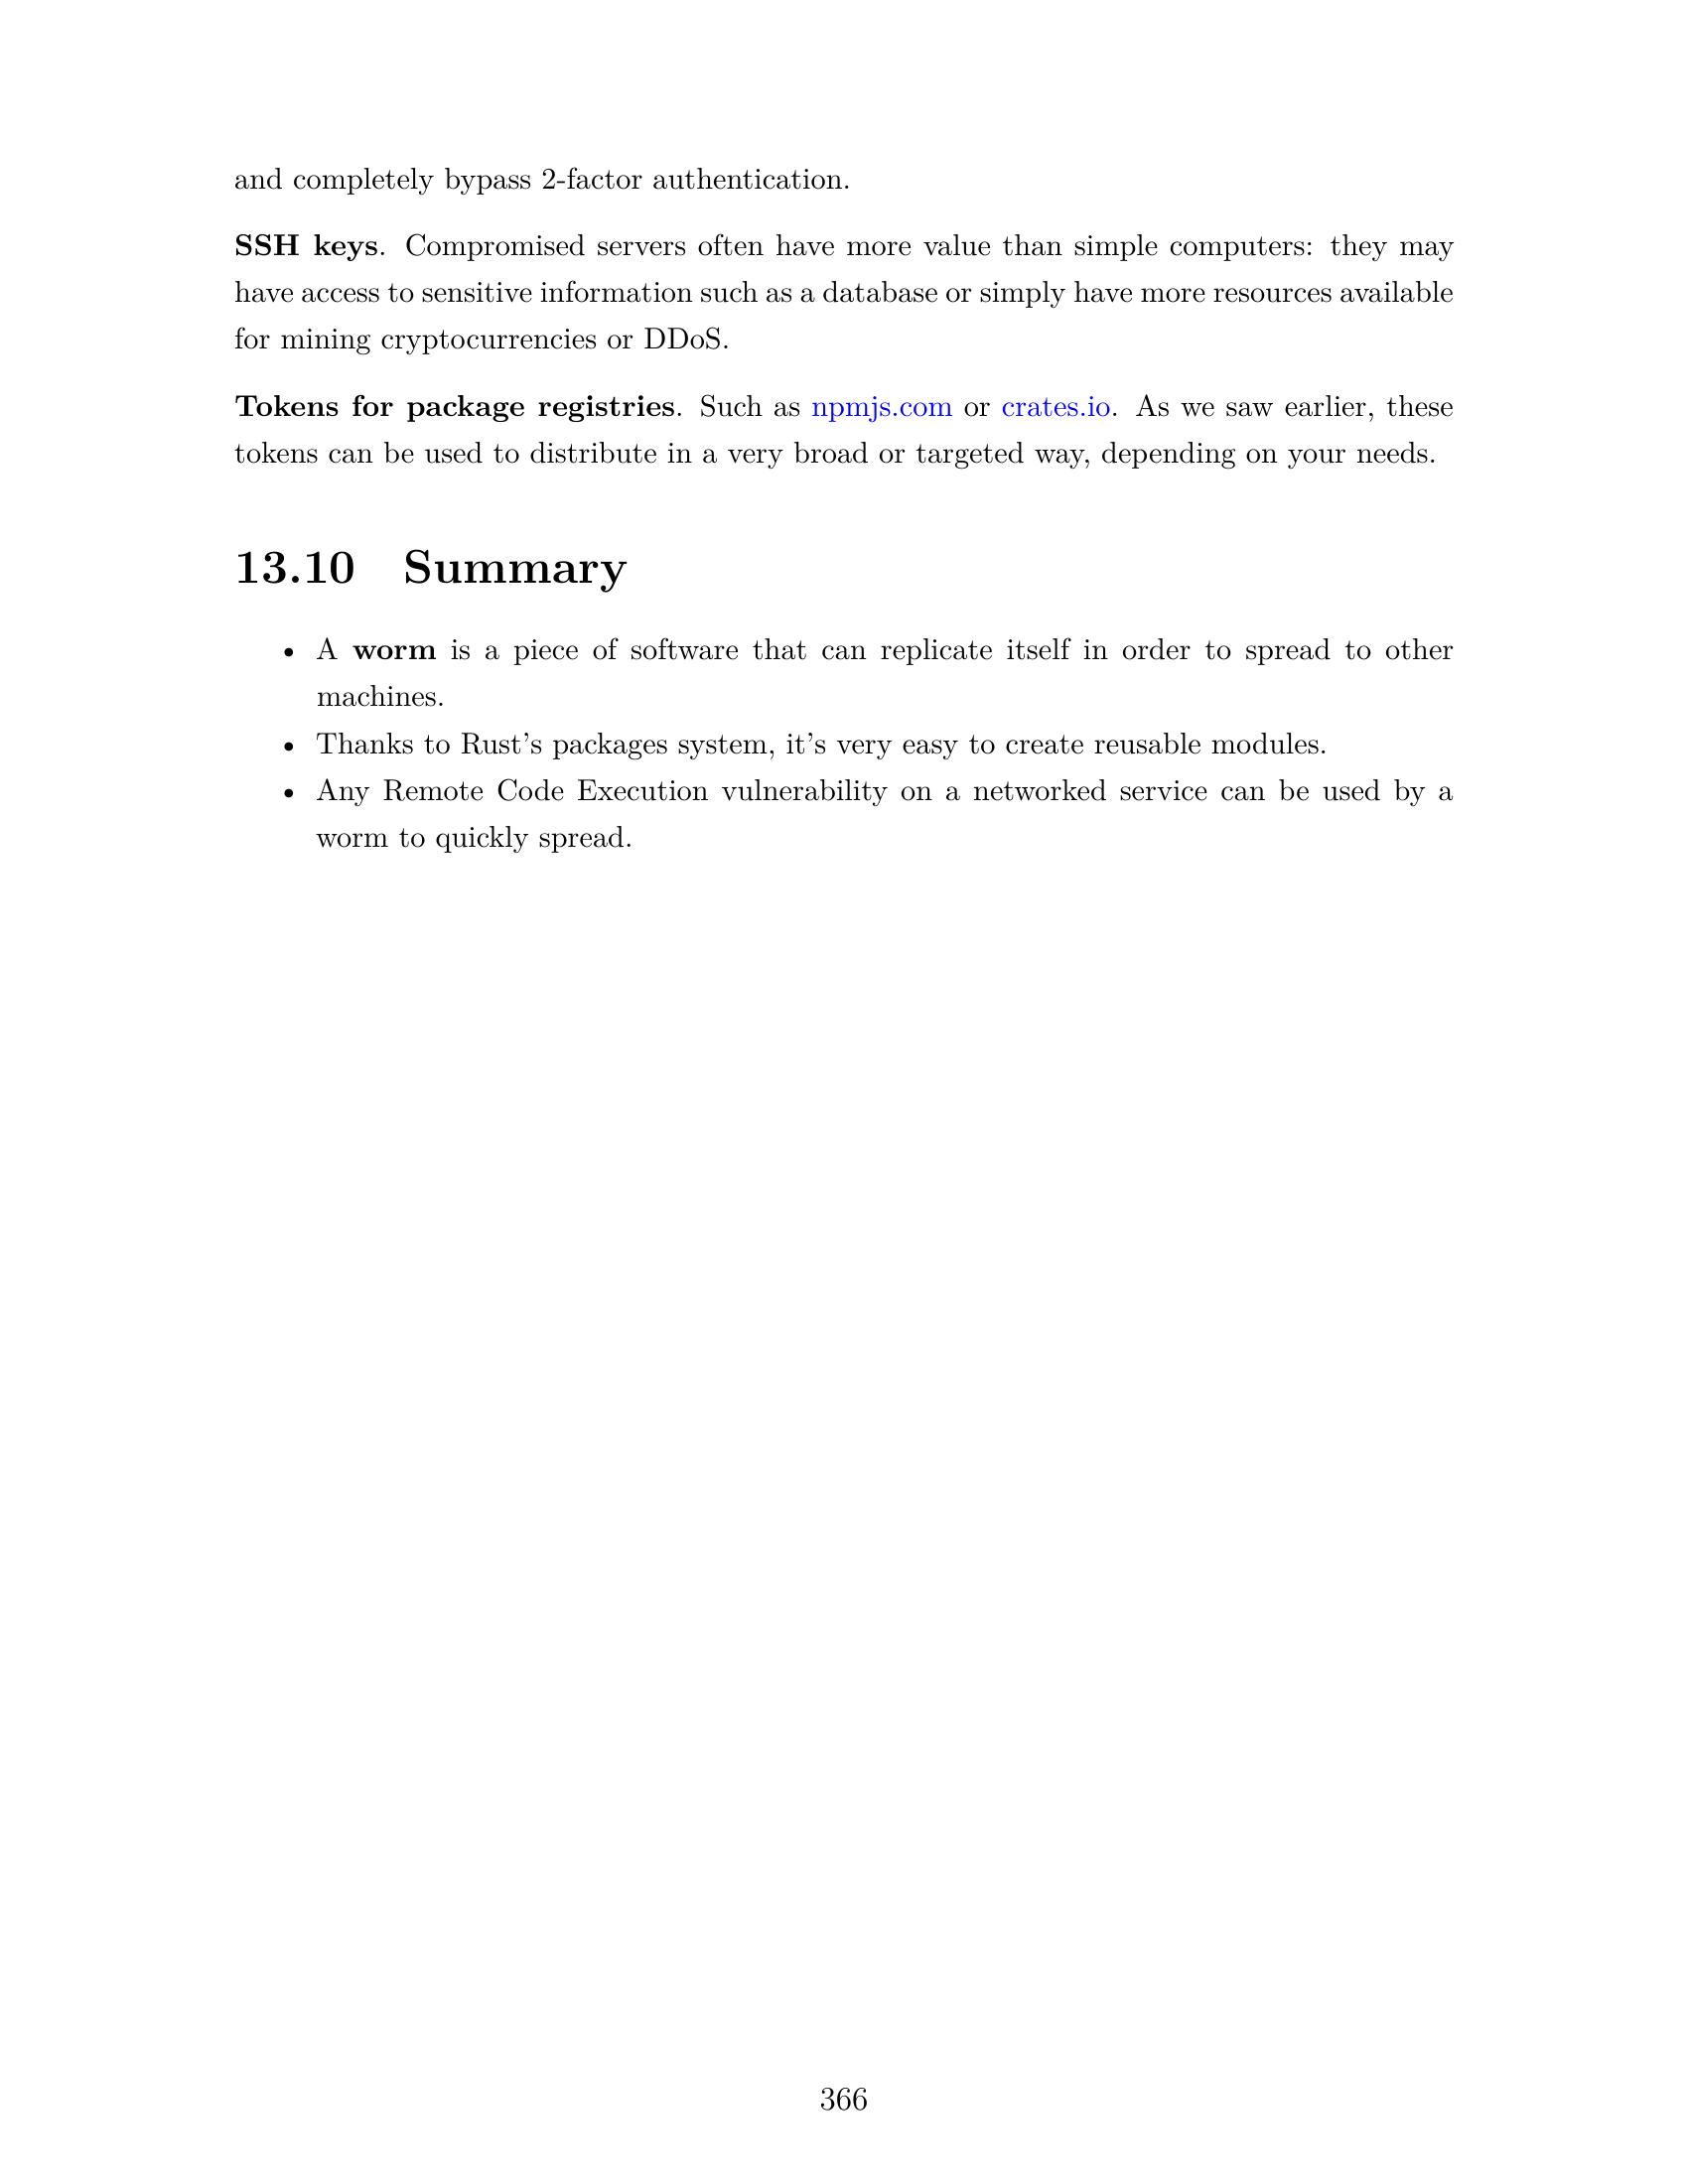 and completely bypass 2-factor authentication.
SSH keys. Compromised servers often have more value than simple computers: they may
have access to sensitive information such as a database or simply have more resources available
for mining cryptocurrencies or DDoS.
Tokens for package registries. Such as npmjs.com or crates.io. As we saw earlier, these
tokens can be used to distribute in a very broad or targeted way, depending on your needs.
13.10 Summary
• A worm is a piece of software that can replicate itself in order to spread to other
machines.
• Thanks to Rust's packages system, it's very easy to create reusable modules.
• Any Remote Code Execution vulnerability on a networked service can be used by a
worm to quickly spread.
366